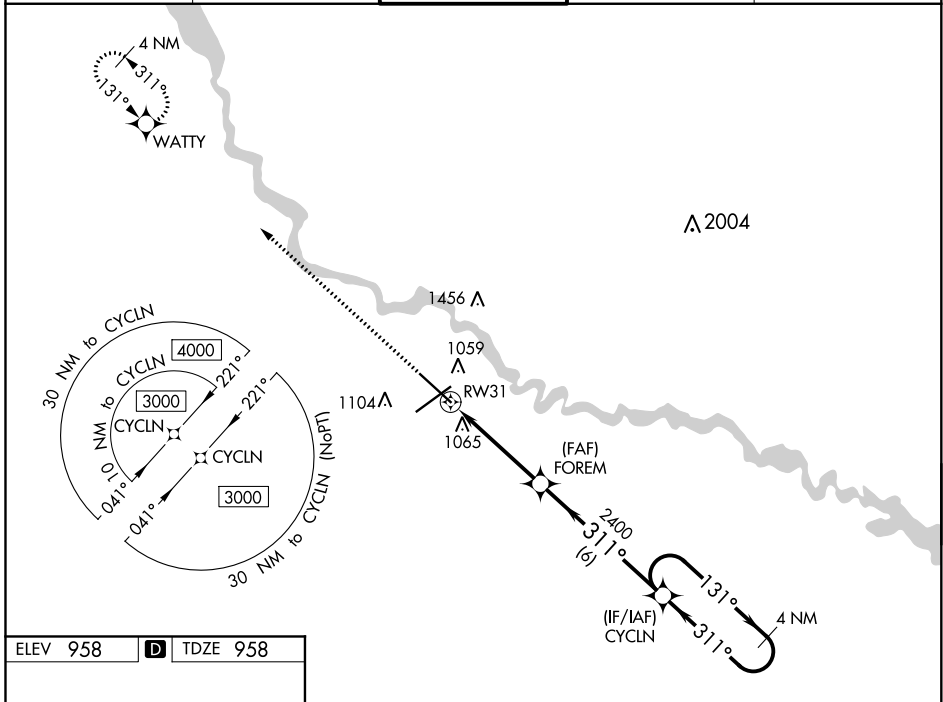 4 NM
311°
131°
WATTY
2004
1456
30 NM to CYCLN
4000
221°
10 NM to CYCLN
3000
221°
1059
RW31
1104
1065
CYCLN
CYCLN
3000
041°
041°
30 NM to CYCLN (NoPT)
(FAF)
FOREM
2400
311°
(6)
131°
(IF/IAF)
CYCLN
311°
4 NM
ELEV 958 D TDZE 958